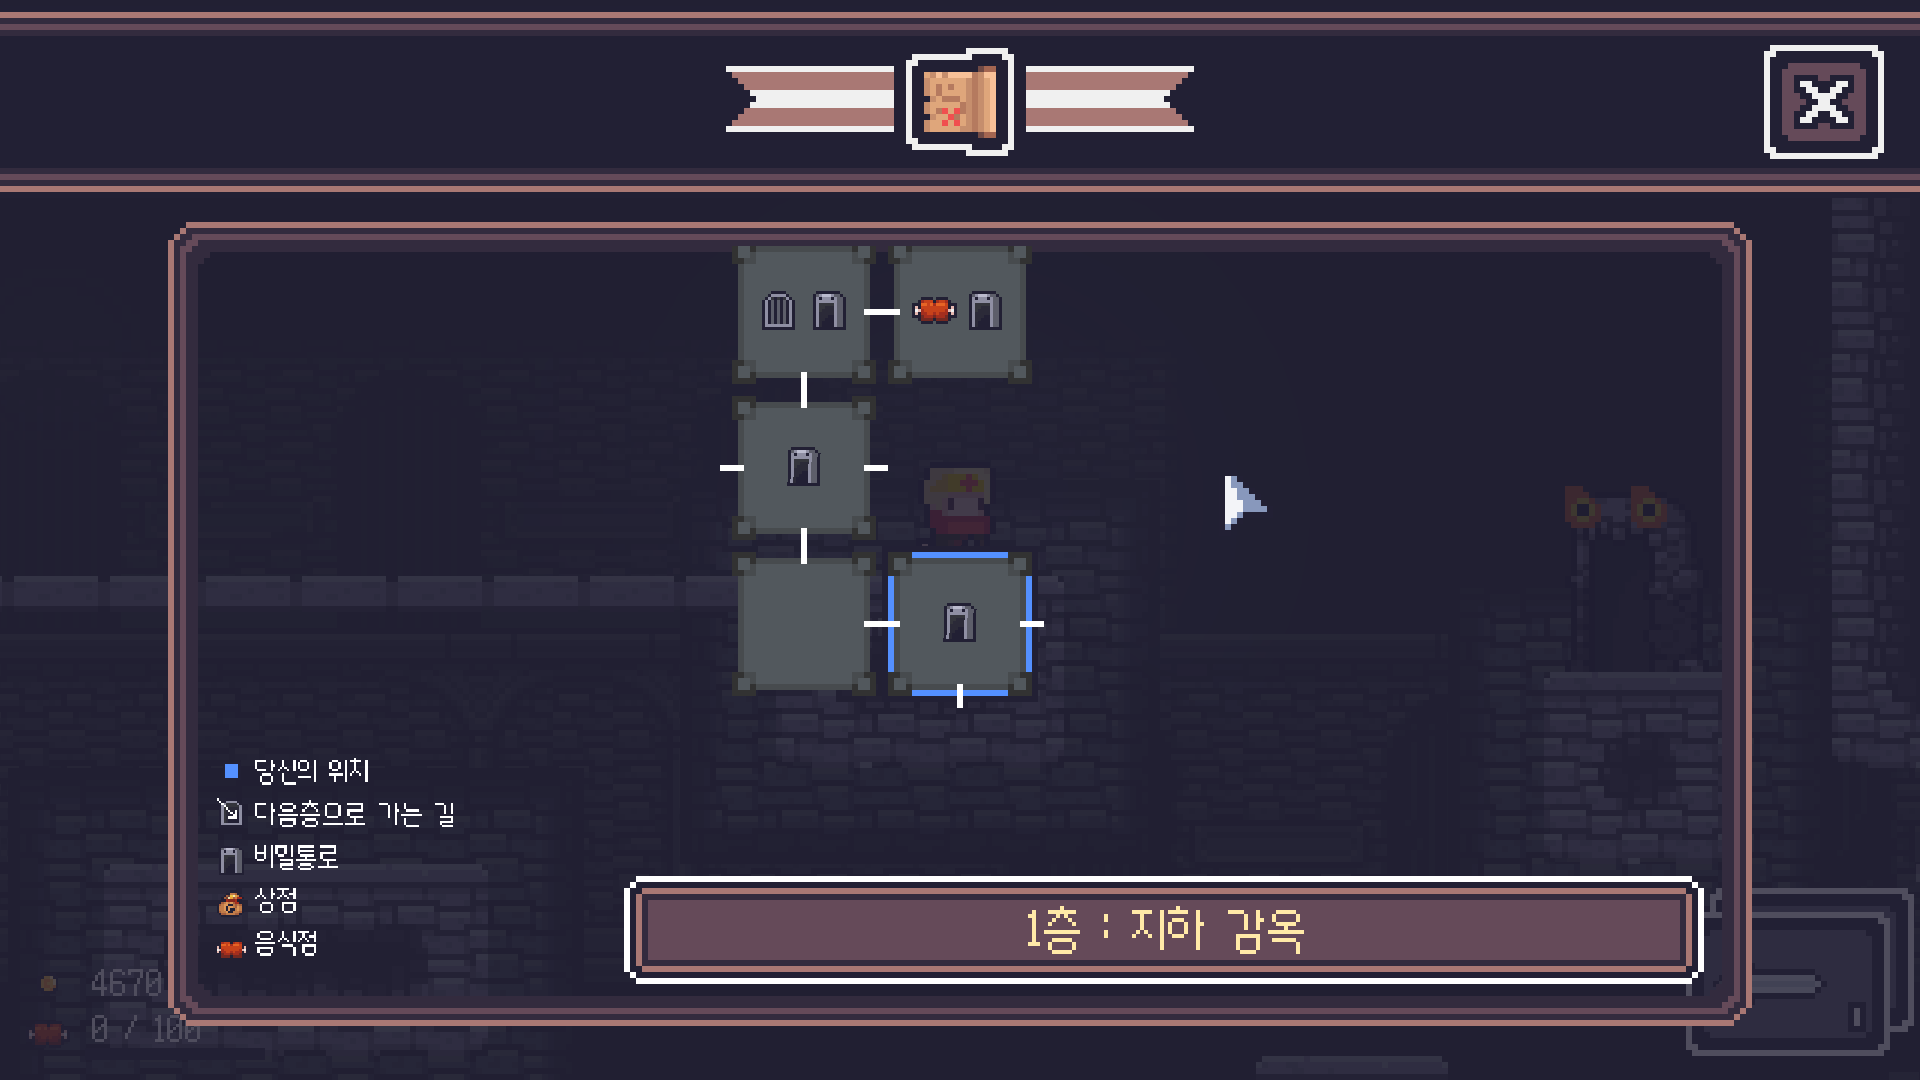 당신의 위치
다음층으로 가는 길
비밀통로
상점
음식점
1층 : 지하 감옥
4670
0 / 100